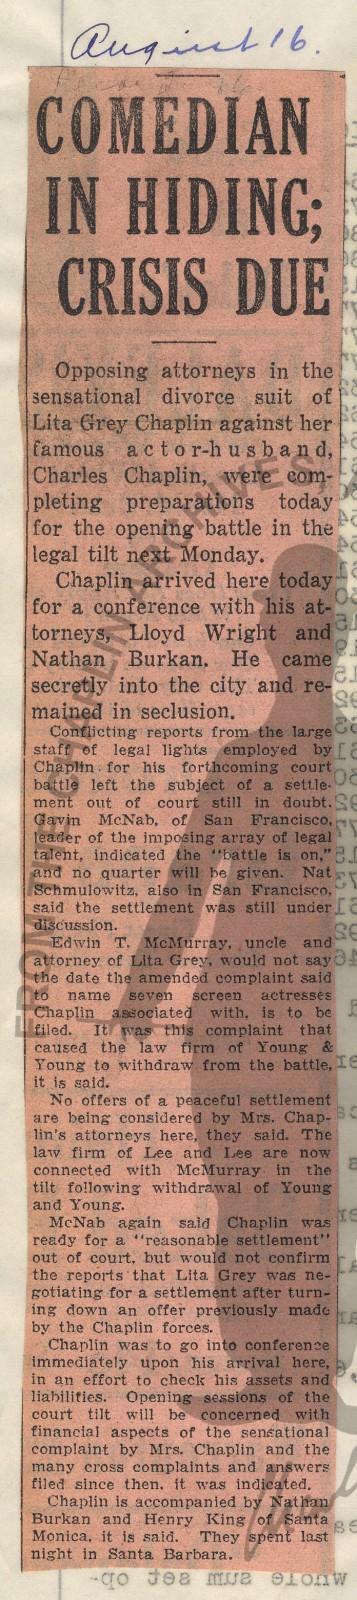 August 16.
COMEDIAN
IN HIDING;
CRISIS DUE
Opposing attorneys in the
sensational divorce suit of
Lita Grey Chaplin against her
famous actor-husband,
Charles Chaplin, were com-
pleting preparations today
for the opening battle in the
legal tilt next Monday.
Chaplin arrived here today
for a conference with his at-
torneys, Lloyd Wright and
Nathan Burkan. He came
secretly into the city and re-
mained in seclusion.
Conflicting reports from the large
staff of legal lights employed by
Chaplin for his forthcoming court
battle left the subject of a settle-
ment out of court still in doubt.
Gavin McNab, of San Francisco,
leader of the imposing array of legal
talent, indicated the "battle is on,"
and no quarter will be given. Nat
Schmulowitz, also in San Francisco,
said the settlement was still under
discussion.
Edwin T. McMurray, uncle and
attorney of Lita Grey, would not say
the date the amended complaint said
to name seven screen actresses
Chaplin associated with, is to be
filed. It was this complaint that
caused the law firm of Young &
Young to withdraw from the battle,
it is said.
No offers of a peaceful settlement
are being considered by Mrs. Chap-
lin's attorneys here, they said. The
law firm of Lee and Lee are now
connected with McMurray in the
tilt following withdrawal of Young
and Young.
McNab again said Chaplin was
ready for a "reasonable settlement"
out of court, but would not confirm
the reports that Lita Grey was ne-
gotiating for a settlement after turn-
ing down an offer previously made
by the Chaplin forces.
Chaplin was to go into conference
immediately upon his arrival here,
in an effort to check his assets and
liabilities. Opening sessions of the
court tilt will be concerned with
financial aspects of the sensational
complaint by Mrs. Chaplin and the
many cross complaints and answers
filed since then, it was indicated.
Chaplin is accompanied by Nathan
Burkan and Henry King of Santa
Monica, it is said. They spent last
night in Santa Barbara.
FROM THE CHAPLIN ARCHIVES
whole sum set op-